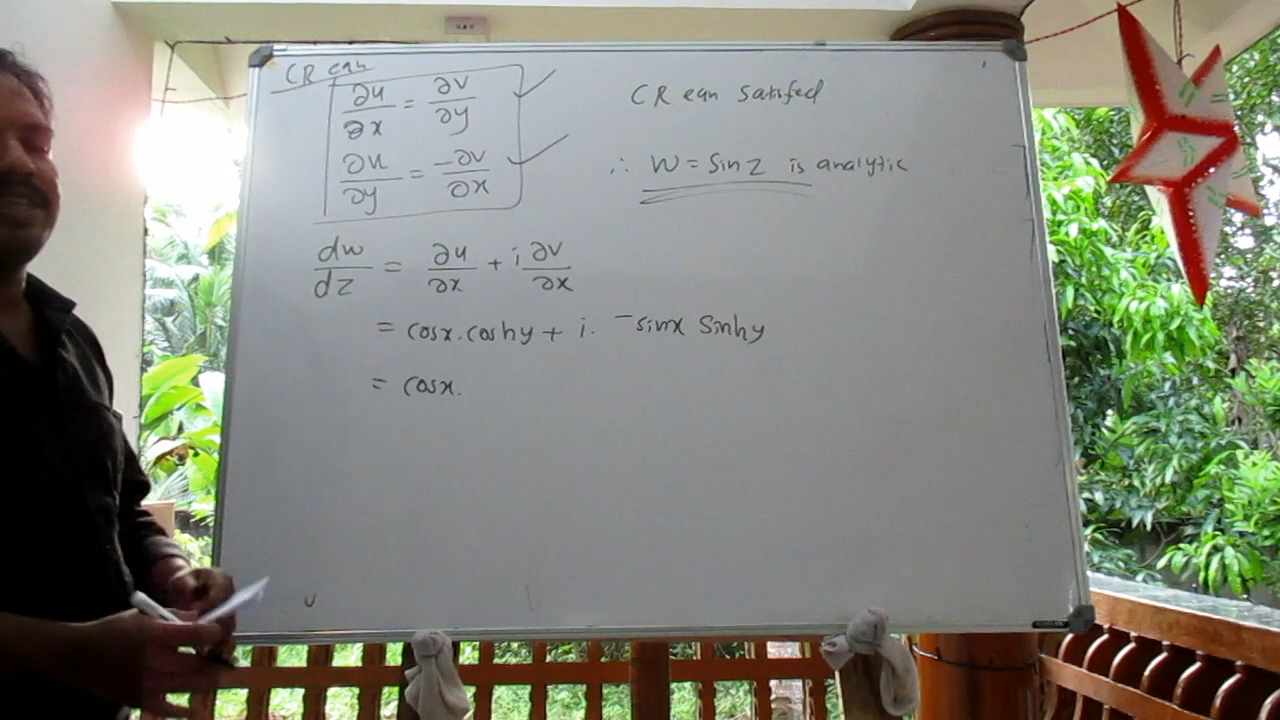 CR eqn
∂u/∂x = ∂v/∂y
∂u/∂y = -∂v/∂x
CR eqn satisfied
∴ W = Sin Z is analytic
dw/dz = ∂u/∂x + i ∂v/∂x
= cosx.coshy + i. -sinx Sinhy
= cosx.